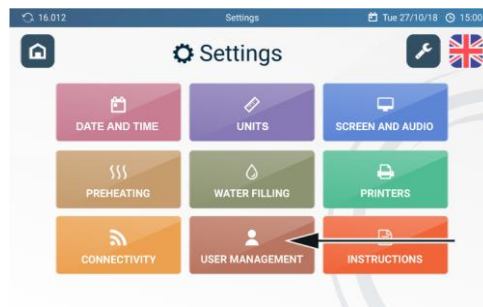 16.012 Settings Tue 27/10/18 15:00
Settings
DATE AND TIME UNITS SCREEN AND AUDIO
PREHEATING WATER FILLING PRINTERS
CONNECTIVITY USER MANAGEMENT INSTRUCTIONS